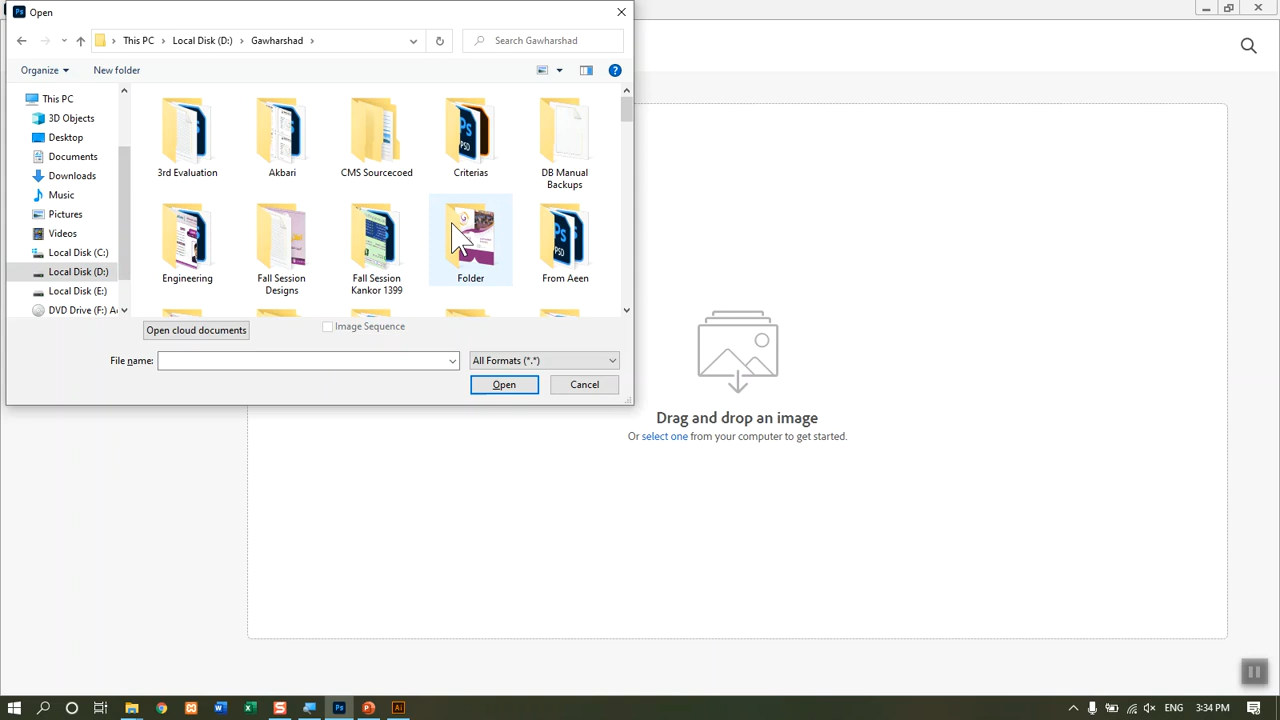 Open
This PC
Local Disk (D:)
Gawharshad
Search Gawharshad
Organize
New folder
This PC
3D Objects
Desktop
Documents
Downloads
Music
Pictures
Videos
Local Disk (C:)
Local Disk (D:)
Local Disk (E:)
DVD Drive (F:) A
3rd Evaluation
Akbari
CMS Sourcecoed
Criterias
DB Manual
Backups
Engineering
Fall Session
Designs
Fall Session
Kankor 1399
Folder
From Aeen
Open cloud documents
Image Sequence
File name:
All Formats (*.*)
Open
Cancel
Drag and drop an image
Or select one from your computer to get started.
3:34 PM
ENG